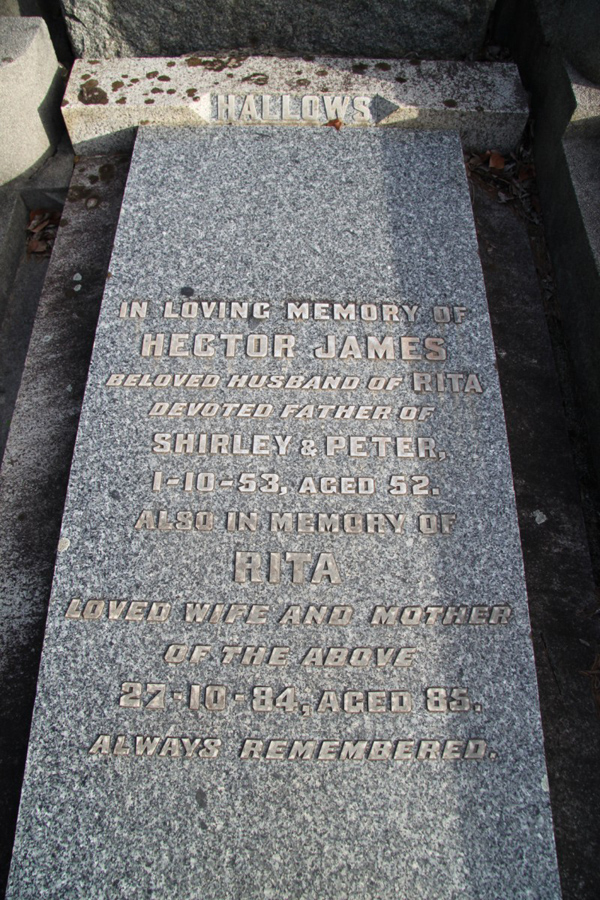 HALLOWS
IN LOVING MEMORY OF
HECTOR JAMES
BELOVED HUSBAND OF RITA
DEVOTED FATHER OF
SHIRLEY & PETER,
1-10-53, AGED 52.
ALSO IN MEMORY OF
RITA
LOVED WIFE AND MOTHER
OF THE ABOVE
27-10-84, AGED 85.
ALWAYS REMEMBERED.